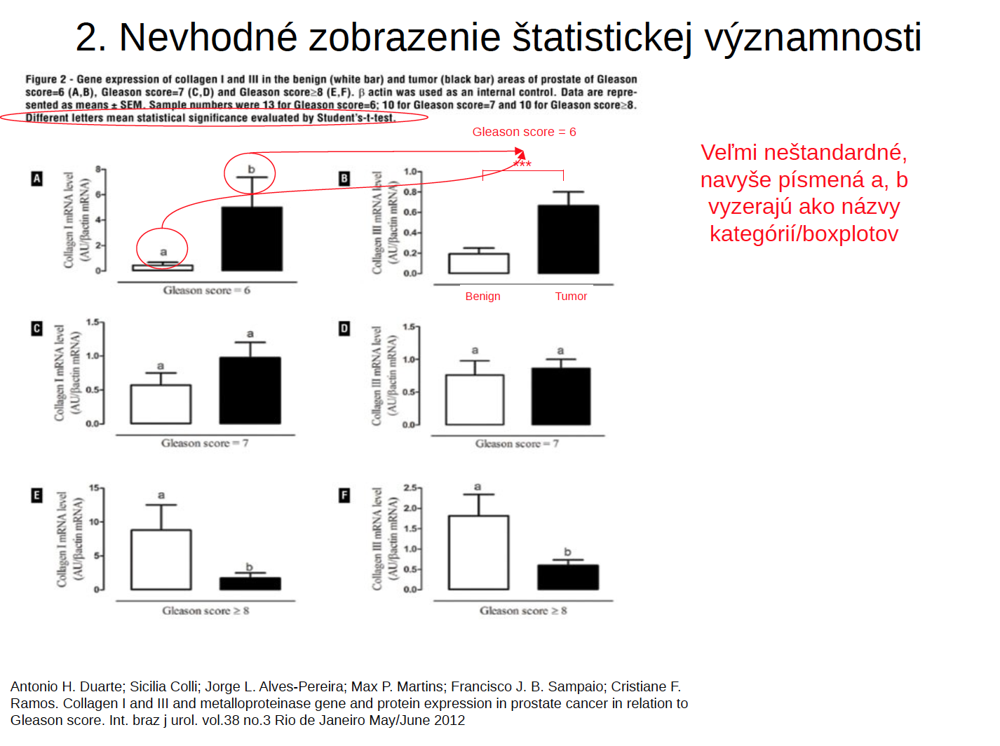 2. Nevhodné zobrazenie štatistickej významnosti
Figure 2 - Gene expression of collagen I and III in the benign (white bar) and tumor (black bar) areas of prostate of Gleason
score=6 (A,B), Gleason score=7 (C,D) and Gleason score≥8 (E,F). β actin was used as an internal control. Data are repre-
sented as means ± SEM. Sample numbers were 13 for Gleason score=6; 10 for Gleason score=7 and 10 for Gleason score≥8.
Different letters mean statistical significance evaluated by Student's-t-test.
Gleason score = 6
Veľmi neštandardné,
navyše písmená a, b
vyzerajú ako názvy
kategórií/boxplotov
A
Collagen I mRNA level
(AU/βactin mRNA)
8
6
4
2
0
a
b
Gleason score = 6
B
Collagen III mRNA level
(AU/βactin mRNA)
1.0
0.8
0.6
0.4
0.2
0.0
***
Benign
Tumor
C
Collagen I mRNA level
(AU/βactin mRNA)
1.5
1.0
0.5
0.0
a
a
Gleason score = 7
D
Collagen III mRNA level
(AU/βactin mRNA)
1.5
1.0
0.5
0.0
a
a
Gleason score = 7
E
Collagen I mRNA level
(AU/βactin mRNA)
15
10
5
0
a
b
Gleason score ≥ 8
F
Collagen III mRNA level
(AU/βactin mRNA)
2.5
2.0
1.5
1.0
0.5
0.0
a
b
Gleason score ≥ 8
Antonio H. Duarte; Sicilia Colli; Jorge L. Alves-Pereira; Max P. Martins; Francisco J. B. Sampaio; Cristiane F.
Ramos. Collagen I and III and metalloproteinase gene and protein expression in prostate cancer in relation to
Gleason score. Int. braz j urol. vol.38 no.3 Rio de Janeiro May/June 2012